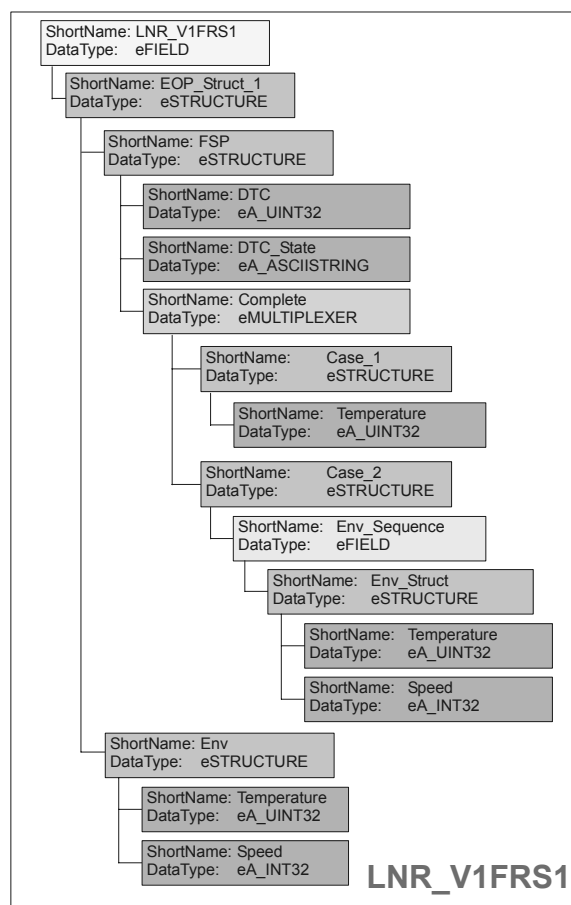 ShortName: LNR_V1FRS1
DataType: eFIELD
ShortName: EOP_Struct_1
DataType: eSTRUCTURE
ShortName: FSP
DataType: eSTRUCTURE
ShortName: DTC
DataType: eA_UINT32
ShortName: DTC_State
DataType: eA_ASCIISTRING
ShortName: Complete
DataType: eMULTIPLEXER
ShortName: Case_1
DataType: eSTRUCTURE
ShortName: Temperature
DataType: eA_UINT32
ShortName: Case_2
DataType: eSTRUCTURE
ShortName: Env_Sequence
DataType: eFIELD
ShortName: Env_Struct
DataType: eSTRUCTURE
ShortName: Temperature
DataType: eA_UINT32
ShortName: Speed
DataType: eA_INT32
ShortName: Env
DataType: eSTRUCTURE
ShortName: Temperature
DataType: eA_UINT32
ShortName: Speed
DataType: eA_INT32
LNR_V1FRS1